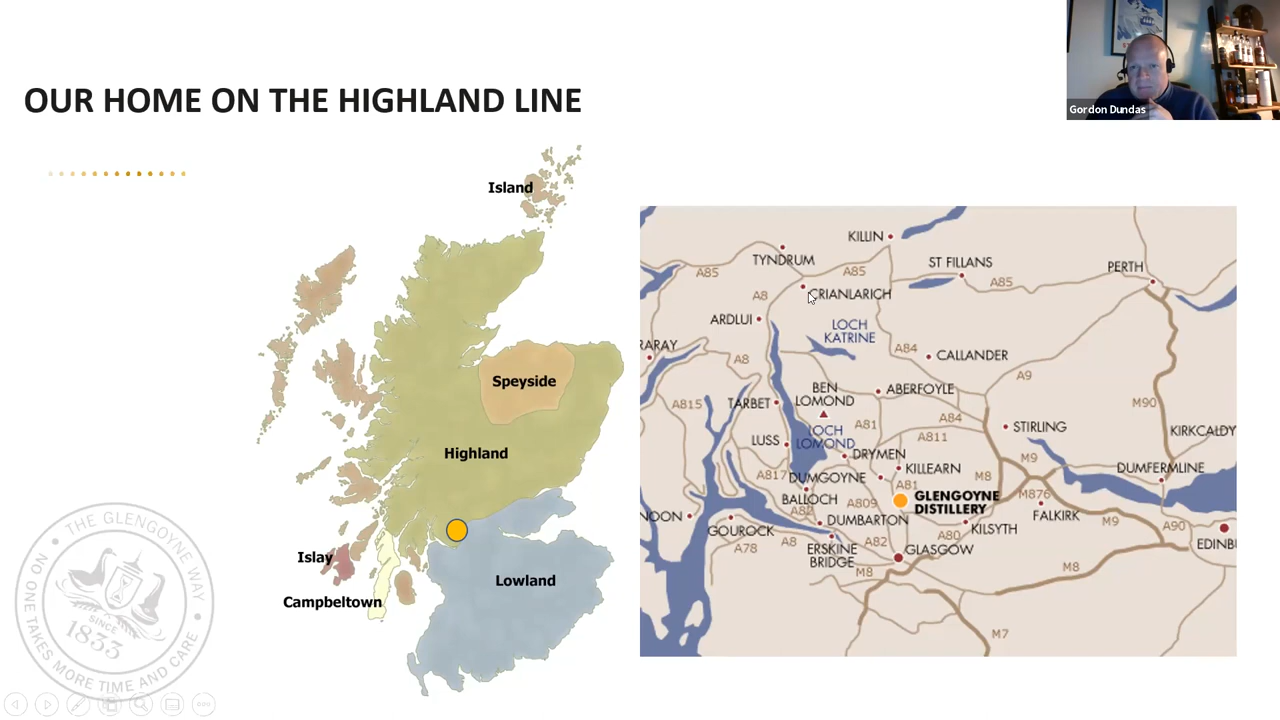 OUR HOME ON THE HIGHLAND LINE
Gordon Dundas
Island
Speyside
Highland
Islay
Campbeltown
Lowland
KILLIN
TYNDRUM
A85
A85
ST FILLANS
A85
PERTH
CRIANLARICH
A8
ARDLUI
LOCH
KATRINE
RARAY
A8
A84
CALLANDER
A9
BEN
LOMOND
ABERFOYLE
A815
TARBET
A84
M90
A81
LOCH
LOMOND
A811
STIRLING
KIRKCALDY
LUSS
DRYMEN
M9
A817
KILLEARN
DUMFERMLINE
DUMGOYNE
A81
M8
BALLOCH
GLENGOYNE
DISTILLERY
M876
A809
NOON
DUMBARTON
FALKIRK
M9
GOUROCK
KILSYTH
A90
A78
A8
A82
A80
EDINBU
ERSKINE
BRIDGE
GLASGOW
M8
M8
M7
THE GLENGOYNE WAY
NO ONE TAKES MORE TIME AND CARE
SINCE
1833